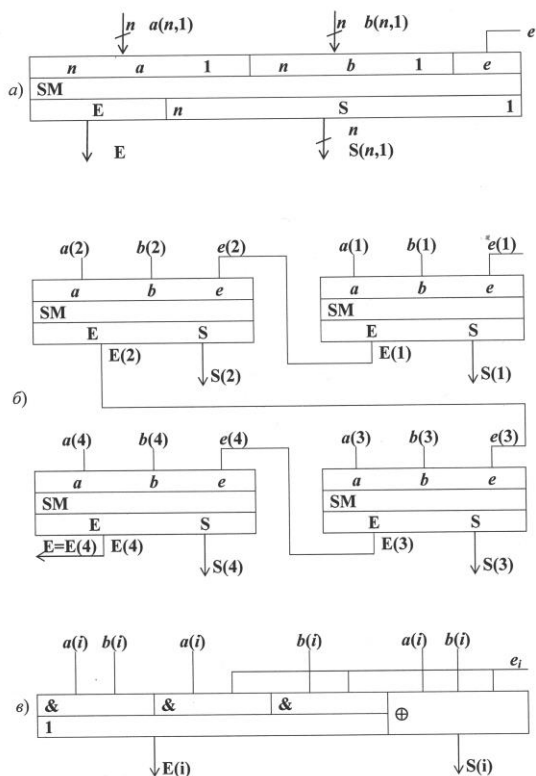 n a(n,1) n b(n,1) e
n a 1 n b 1 e
а) SM
E n S 1
E n
S(n,1)
a(2) b(2) e(2) a(1) b(1) e(1)
a b e a b e
SM SM
E S E S
E(2) S(2) E(1) S(1)
б)
a(4) b(4) e(4) a(3) b(3) e(3)
a b e a b e
SM SM
E S E S
E=E(4) E(4) S(4) E(3) S(3)
a(i) b(i) a(i) b(i) a(i) b(i) ei
в) & & & ⊕
1
E(i) S(i)